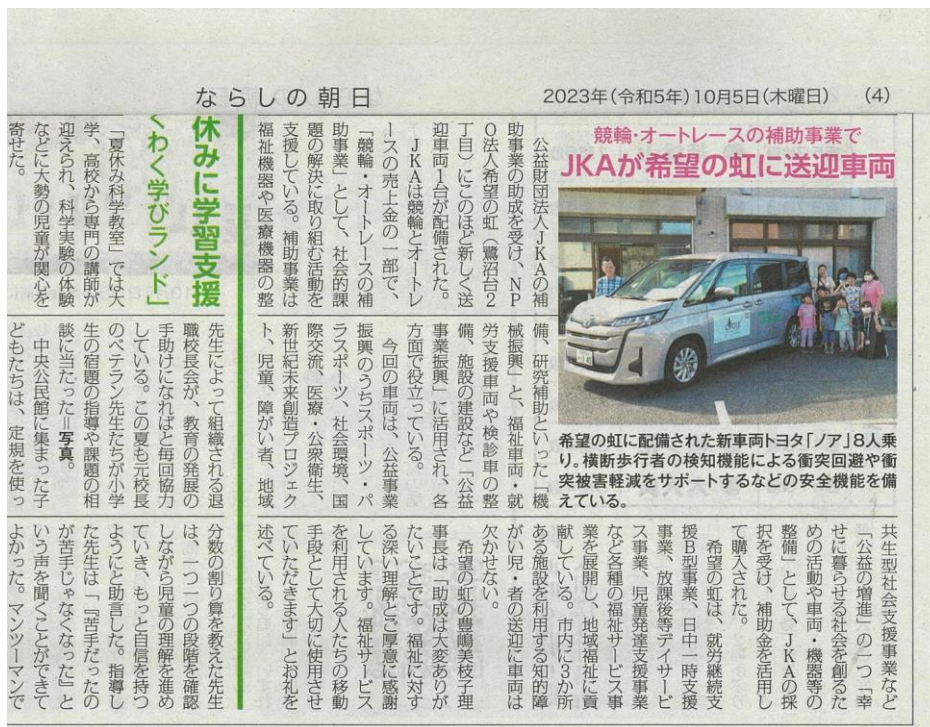 ならしの朝日
2023年(令和5年)10月5日(木曜日) (4)
競輪・オートレースの補助事業で
JKAが希望の虹に送迎車両
公益財団法人JKAの補
助事業の助成を受け、NP
O法人希望の虹(鷺沼台2
丁目)にこのほど新しく送
迎車両1台が配備された。
JKAは競輪とオートレ
ースの売上金の一部で、
「競輪・オートレースの補
助事業」として、社会的課
題の解決に取り組む活動を
支援している。補助事業は
福祉機器や医療機器の整
備、研究補助といった「機
械振興」と、福祉車両・就
労支援車両や検診車の整
備、施設の建設など「公益
事業振興」に活用され、各
方面で役立っている。
今回の車両は、公益事業
振興のうちスポーツ・パ
ラスポーツ、社会環境、国
際交流、医療・公衆衛生、
新世紀未来創造プロジェク
ト、児童、障がい者、地域
共生型社会支援事業など
「公益の増進」の一つ「幸
せに暮らせる社会を創るた
めの活動や車両・機器等の
整備」として、JKAの採
択を受け、補助金を活用し
て購入された。
希望の虹は、就労継続支
援B型事業、日中一時支援
事業、放課後等デイサービ
ス事業、児童発達支援事業
など各種の福祉サービス事
業を展開し、地域福祉に貢
献している。市内に3か所
ある施設を利用する知的障
がい児・者の送迎に車両は
欠かせない。
希望の虹の豊嶋美枝子理
事長は「助成は大変ありが
たいことです。福祉に対す
る深い理解とご厚意に感謝
しています。福祉サービス
を利用される人たちの移動
手段として大切に使用させ
ていただきます」とお礼を
述べている。
希望の虹に配備された新車両トヨタ「ノア」8人乗
り。横断歩行者の検知機能による衝突回避や衝
突被害軽減をサポートするなどの安全機能を備
えている。
休みに学習支援
くわく学びランド」
「夏休み科学教室」では大
学、高校から専門の講師が
迎えられ、科学実験の体験
などに大勢の児童が関心を
寄せた。
先生によって組織される退
職校長会が、教育の発展の
手助けになればと毎回協力
している。この夏も元校長
のベテラン先生たちが小学
生の宿題の指導や課題の相
談に当たった=写真。
中央公民館に集まった子
どもたちは、定規を使っ
分数の割り算を教えた先生
は、一つ一つの段階を確認
しながら児童の理解を進め
ていき、もっと自信を持つ
ようにと助言した。指導し
た先生は「『苦手だったの
が苦手じゃなくなった』と
いう声を聞くことができて
よかった。マンツーマンで